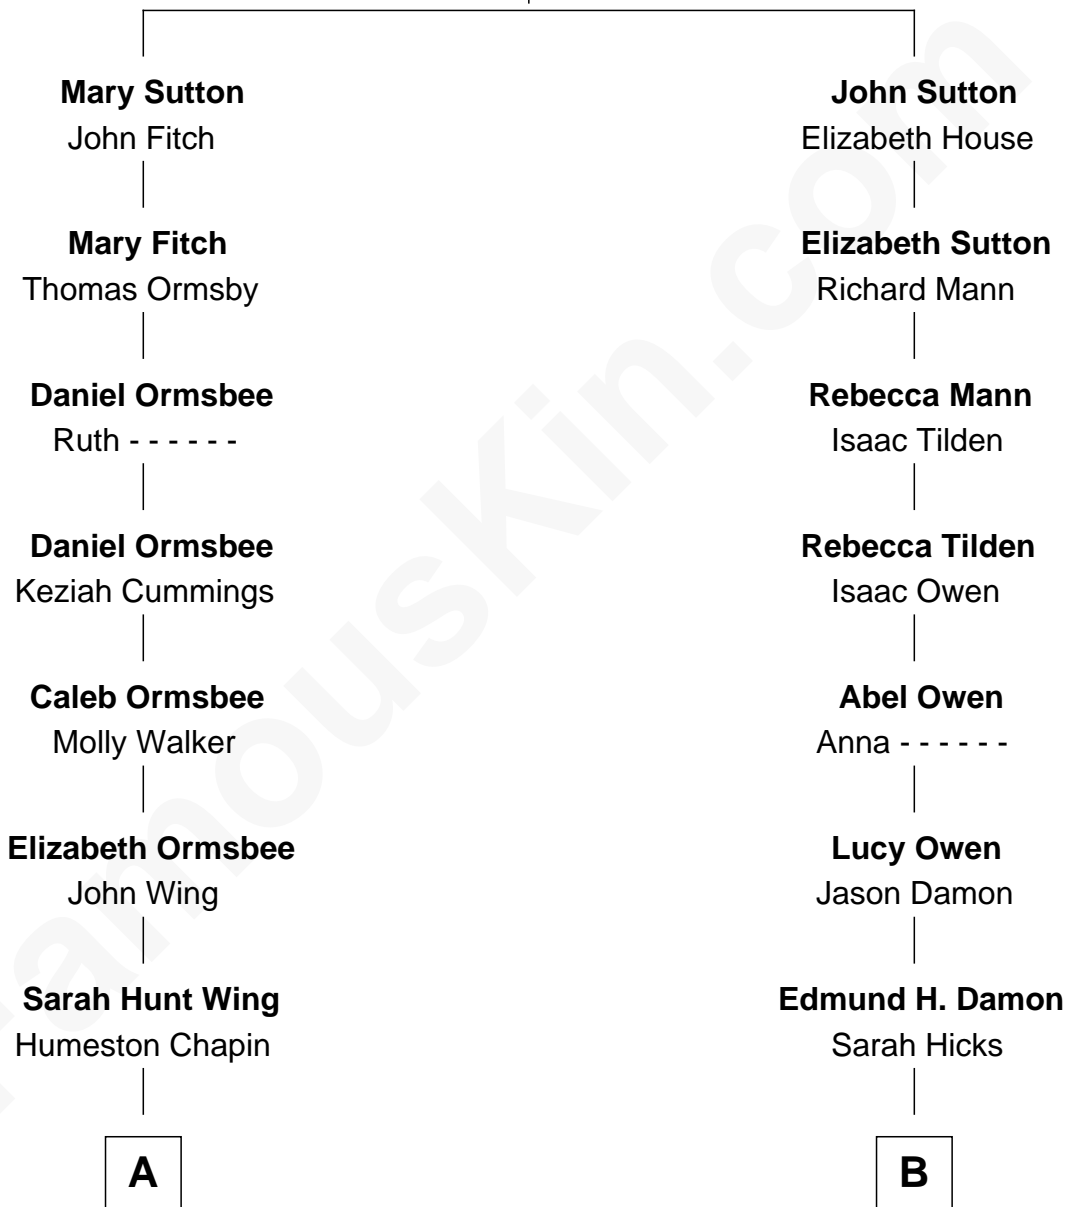 Mary Sutton
John Fitch
Mary Fitch
Thomas Ormsby
Daniel Ormsbee
Ruth - - - - - -
Daniel Ormsbee
Keziah Cummings
Caleb Ormsbee
Molly Walker
Elizabeth Ormsbee
John Wing
Sarah Hunt Wing
Humeston Chapin
A
John Sutton
Elizabeth House
Elizabeth Sutton
Richard Mann
Rebecca Mann
Isaac Tilden
Rebecca Tilden
Isaac Owen
Abel Owen
Anna - - - - - -
Lucy Owen
Jason Damon
Edmund H. Damon
Sarah Hicks
B
FamousKin.com